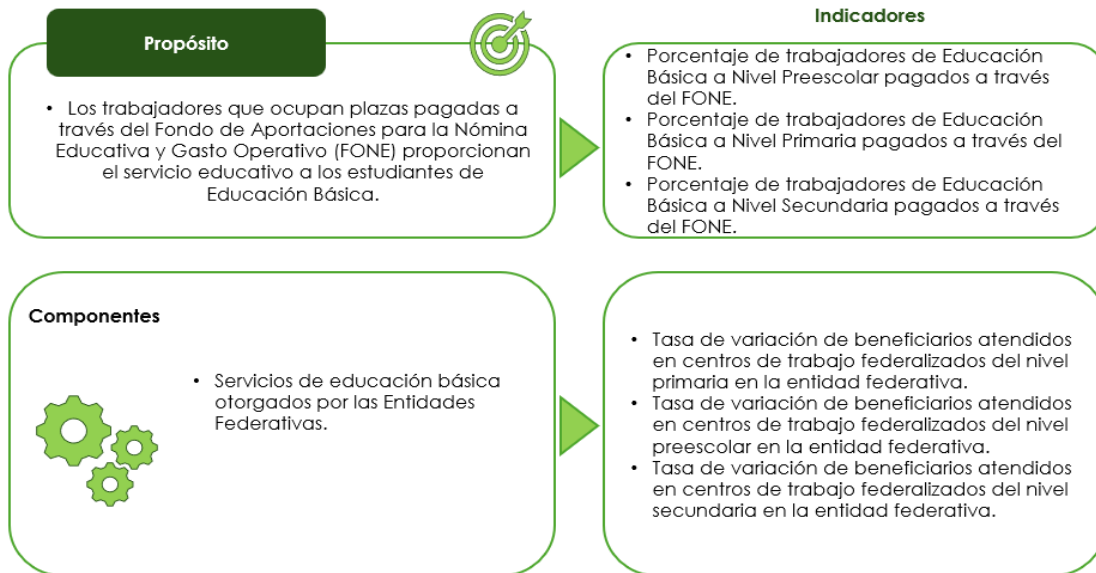 Propósito
• Los trabajadores que ocupan plazas pagadas a
través del Fondo de Aportaciones para la Nómina
Educativa y Gasto Operativo (FONE) proporcionan
el servicio educativo a los estudiantes de
Educación Básica.
Indicadores
• Porcentaje de trabajadores de Educación
Básica a Nivel Preescolar pagados a través
del FONE.
• Porcentaje de trabajadores de Educación
Básica a Nivel Primaria pagados a través del
FONE.
• Porcentaje de trabajadores de Educación
Básica a Nivel Secundaria pagados a través
del FONE.
Componentes
• Servicios de educación básica
otorgados por las Entidades
Federativas.
• Tasa de variación de beneficiarios atendidos
en centros de trabajo federalizados del nivel
primaria en la entidad federativa.
• Tasa de variación de beneficiarios atendidos
en centros de trabajo federalizados del nivel
preescolar en la entidad federativa.
• Tasa de variación de beneficiarios atendidos
en centros de trabajo federalizados del nivel
secundaria en la entidad federativa.